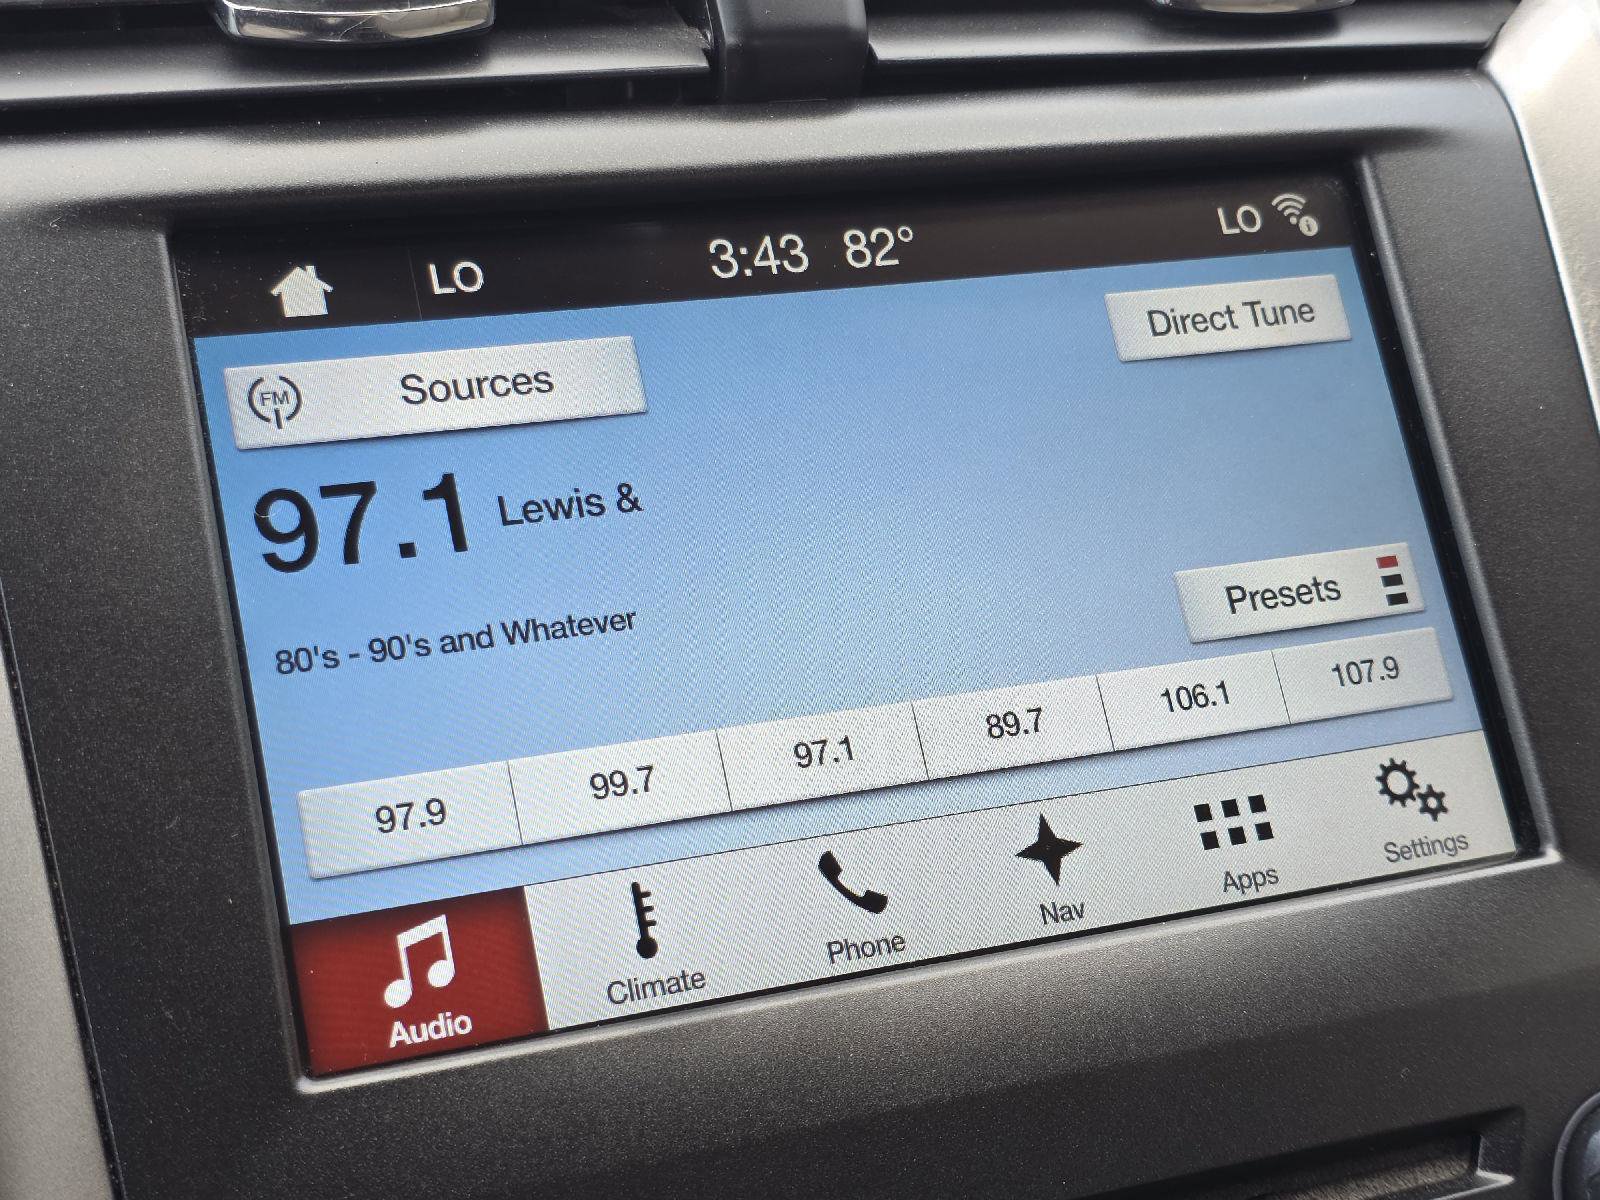 LO 3:43 82° LO
FM Sources Direct Tune
97.1 Lewis &
80's - 90's and Whatever
Presets
97.9 99.7 97.1 89.7 106.1 107.9
Audio Climate Phone Nav Apps Settings